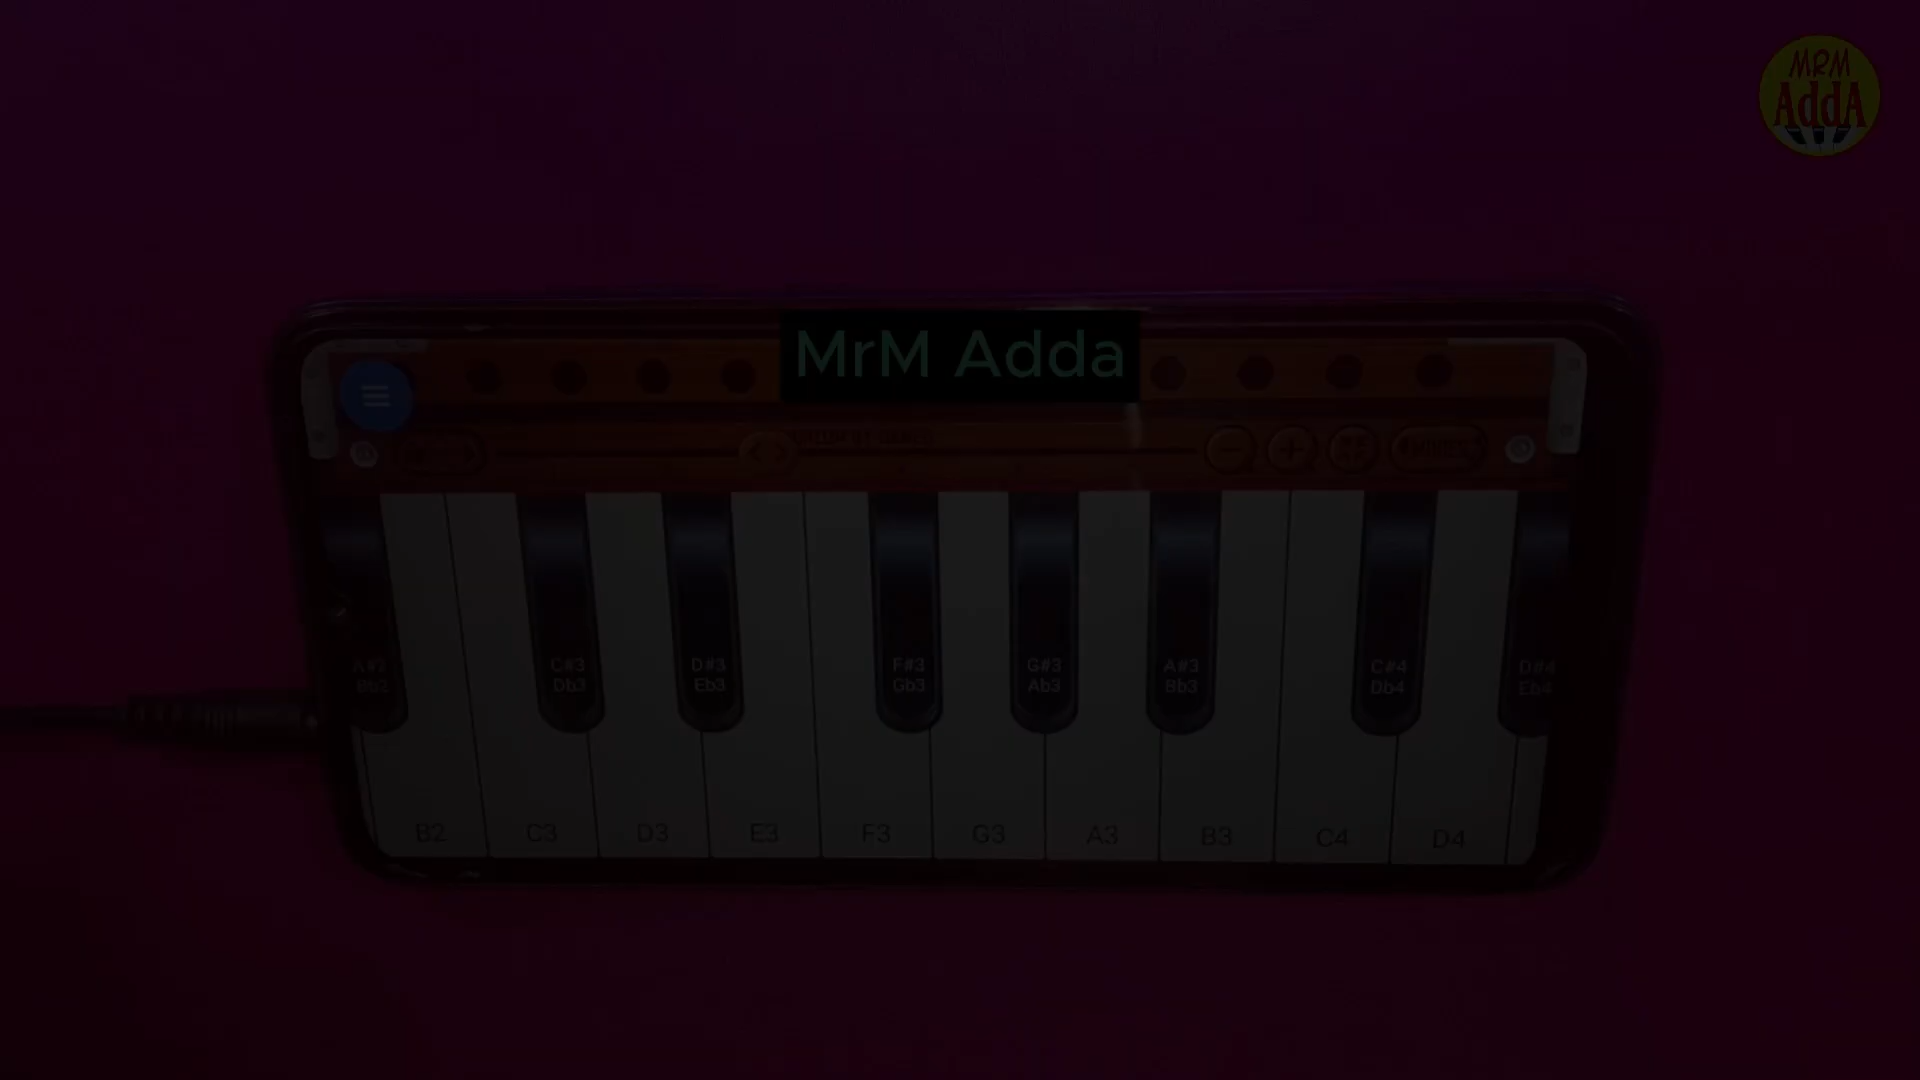 MRM
AddA
MrM Adda
A#2
Bb2
C#3
Db3
D#3
Eb3
F#3
Gb3
G#3
Ab3
A#3
Bb3
C#4
Db4
D#4
Eb4
B2
C3
D3
E3
F3
G3
A3
B3
C4
D4